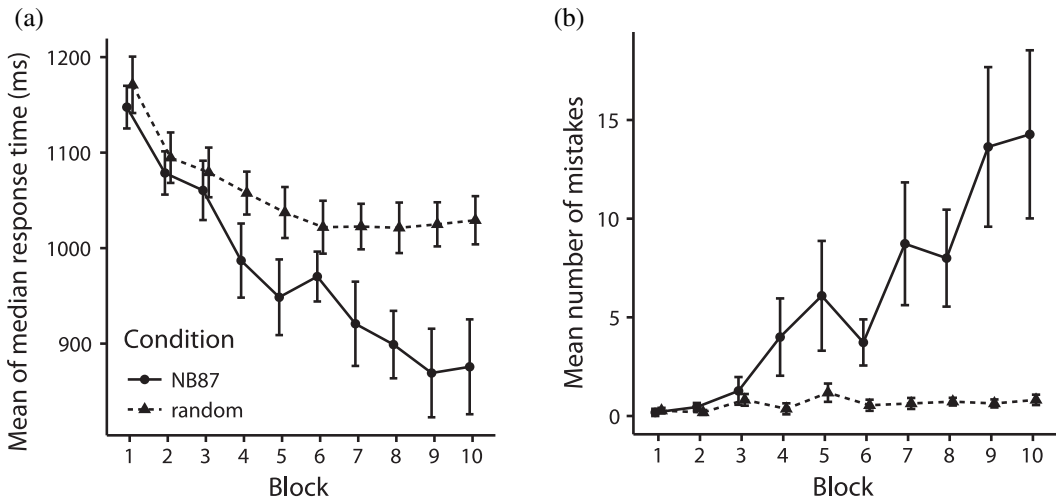 (a)
Mean of median response time (ms)
1200
1100
1000
900
Condition
NB87
random
1 2 3 4 5 6 7 8 9 10
Block
(b)
Mean number of mistakes
15
10
5
0
1 2 3 4 5 6 7 8 9 10
Block